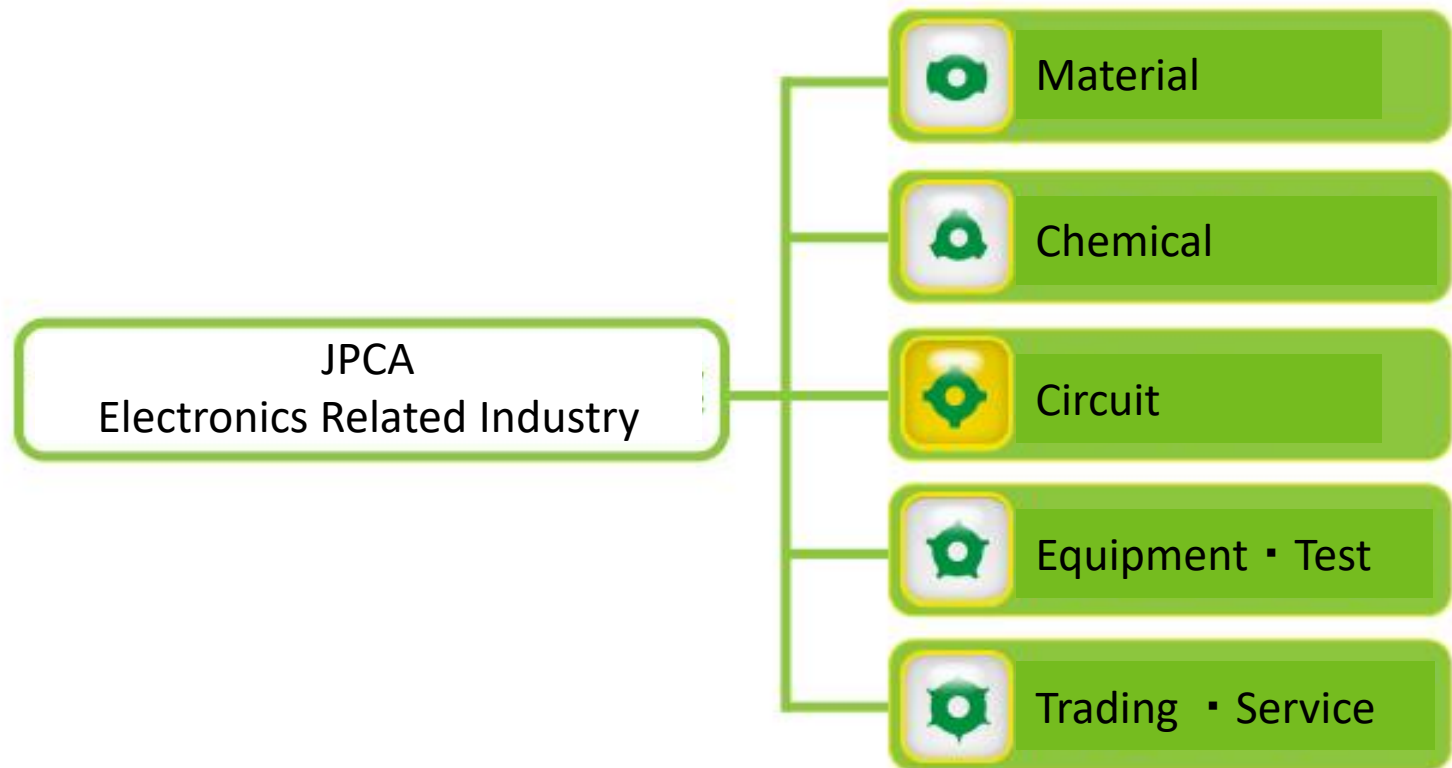 JPCA
Electronics Related Industry
Material
Chemical
Circuit
Equipment・Test
Trading ・Service